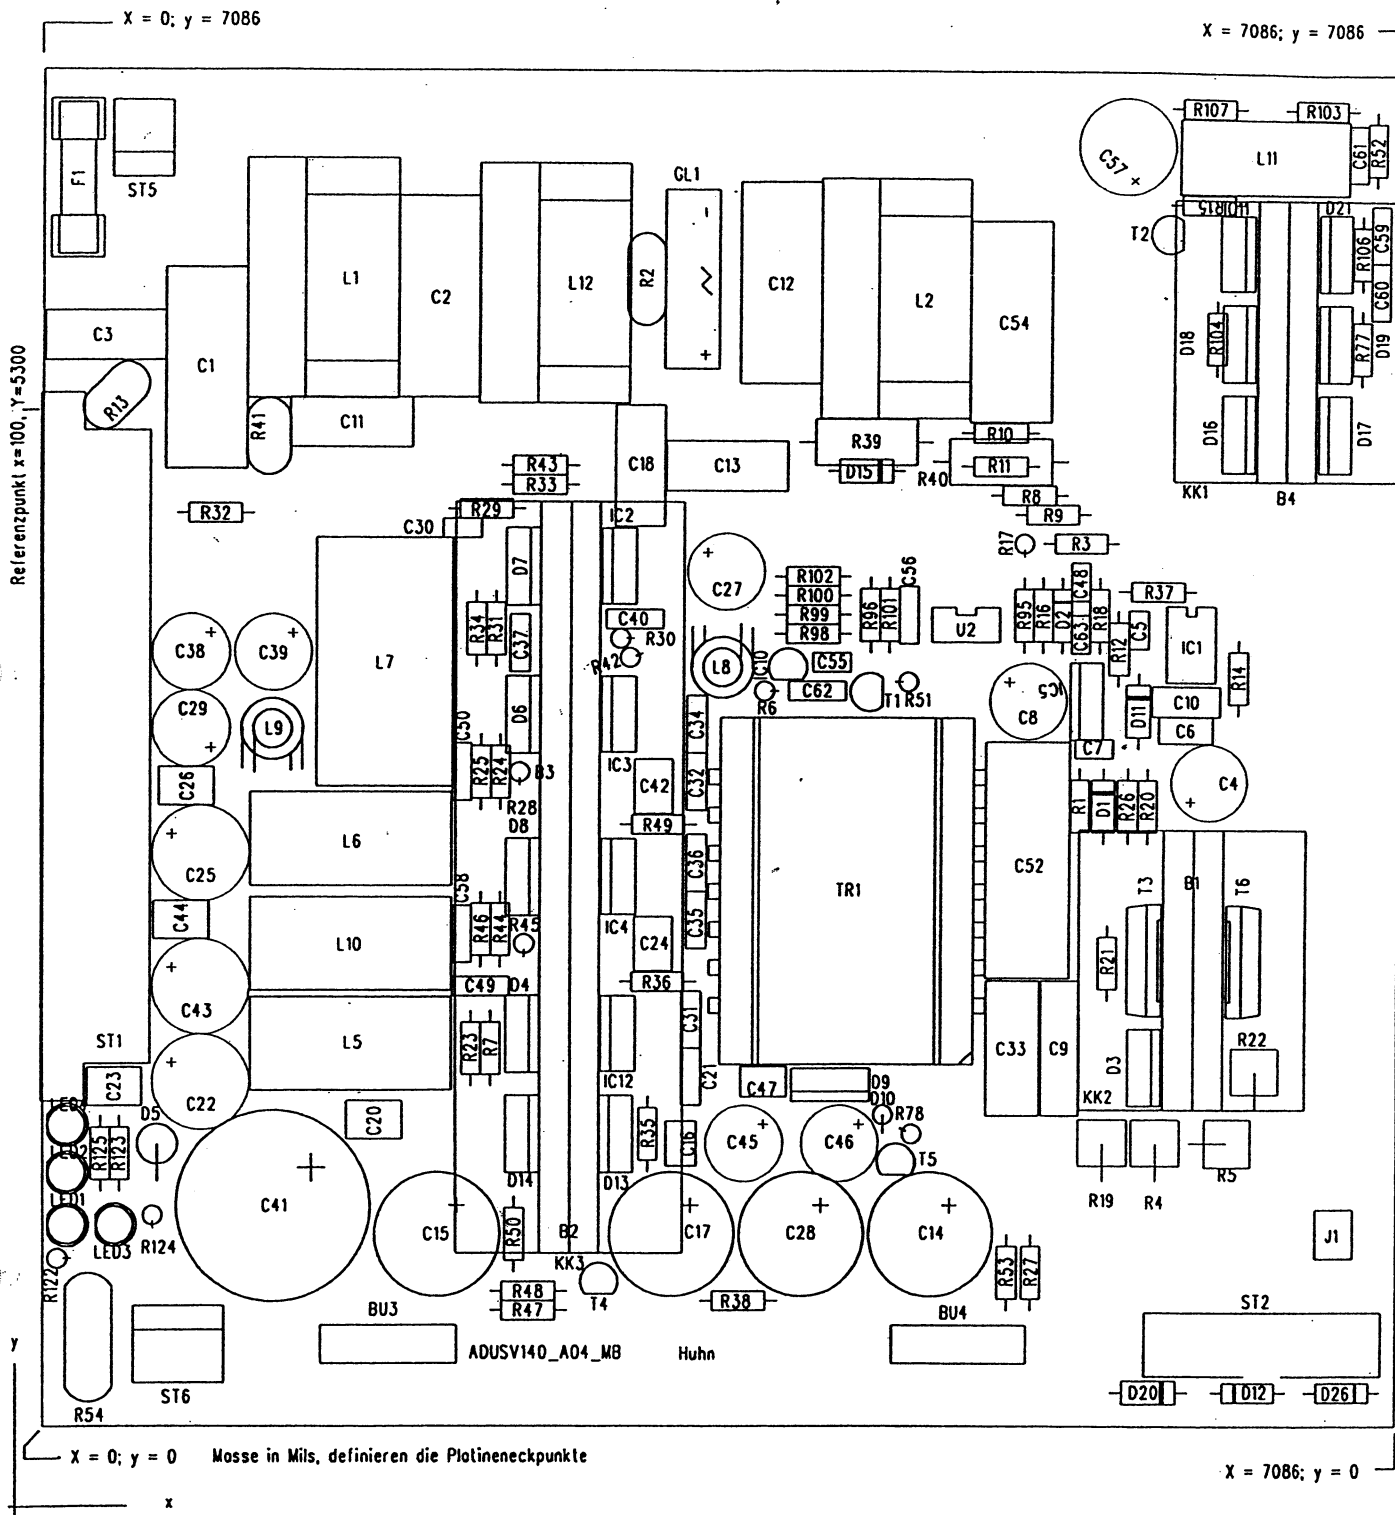 X = 0; y = 7086
X = 7086; y = 7086
F1
ST5
C57
R107
R103
L11
C61
R52
GL1
T2
R15
R106
C59
C60
L1
C2
L12
R2
C12
L2
C54
C3
C1
D18
R104
R77
D19
Referenzpunkt x=100, Y=5300
R13
R41
C11
C18
C13
R39
D15
R10
R11
R40
R8
R9
D16
D17
KK1
B4
R43
R33
R32
R29
C30
IC2
R17
R3
D7
C27
R102
R100
R99
R98
R96
R101
C56
U2
R95
R16
D2
C48
C63
R18
R37
R12
C5
IC1
R14
R34
R31
C37
C40
R30
R42
C38
C39
L7
L8
IC10
C55
C62
R6
T1
R51
C8
IC5
D11
C10
C6
C7
C29
L9
D6
IC50
C34
C26
R25
R24
B3
R28
IC3
C42
C32
R49
R1
D1
R26
R20
C4
L6
D8
C25
C36
TR1
C52
C58
T3
B1
T6
C44
L10
R46
R44
R45
IC4
C24
C35
R21
R36
C43
C49
D4
C31
ST1
L5
R23
R7
IC12
C21
C33
C9
D3
R22
C23
C22
C47
D9
D10
R78
KK2
D5
C20
R125
R123
LED2
LED1
LED3
R124
R122
D14
D13
R35
C16
C45
C46
T5
R19
R4
R5
C41
C15
R50
B2
KK3
C17
C28
C14
J1
R53
R27
R48
R47
T4
R38
R54
ST6
BU3
BU4
ST2
ADUSV140_A04_MB
Huhn
D20
D12
D26
y
X = 0; y = 0
Masse in Mils, definieren die Platineneckpunkte
X = 7086; y = 0
x